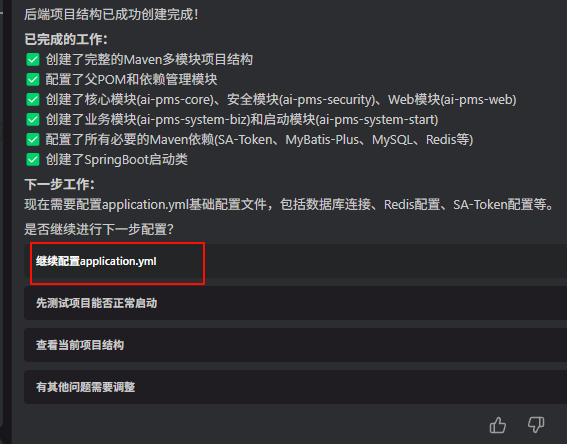 后端项目结构已成功创建完成！
已完成的工作：
✅ 创建了完整的Maven多模块项目结构
✅ 配置了父POM和依赖管理模块
✅ 创建了核心模块(ai-pms-core)、安全模块(ai-pms-security)、Web模块(ai-pms-web)
✅ 创建了业务模块(ai-pms-system-biz)和启动模块(ai-pms-system-start)
✅ 配置了所有必要的Maven依赖(SA-Token、MyBatis-Plus、MySQL、Redis等)
✅ 创建了SpringBoot启动类
下一步工作：
现在需要配置application.yml基础配置文件，包括数据库连接、Redis配置、SA-Token配置等。
是否继续进行下一步配置？
继续配置application.yml
先测试项目能否正常启动
查看当前项目结构
有其他问题需要调整